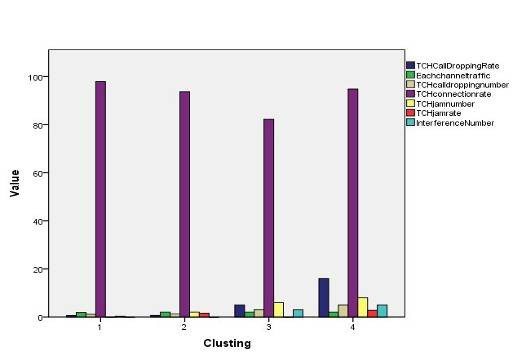 100
80
60
40
20
0
Value
1 2 3 4
Clusting
TCHCallDroppingRate
Eachchanneltraffic
TCHcalldroppingnumber
TCHconnectionrate
TCHjamnumber
TCHjamrate
InterferenceNumber